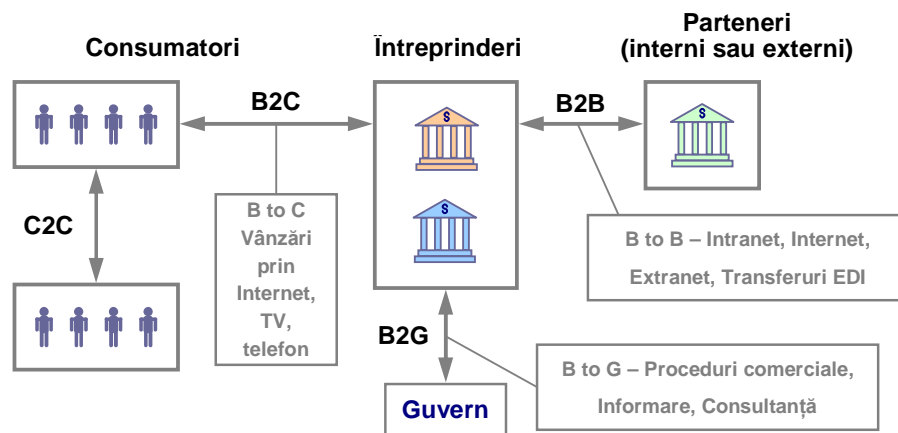 Consumatori
Întreprinderi
Parteneri
(interni sau externi)
B2C
B2B
S
S
S
C2C
B to C
Vânzări
prin
Internet,
TV,
telefon
B to B – Intranet, Internet,
Extranet, Transferuri EDI
B2G
B to G – Proceduri comerciale,
Informare, Consultanță
Guvern